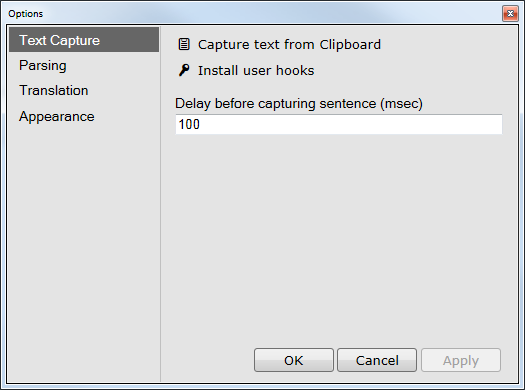 Options
Text Capture
Parsing
Translation
Appearance
Capture text from Clipboard
Install user hooks
Delay before capturing sentence (msec)
100
OK
Cancel
Apply